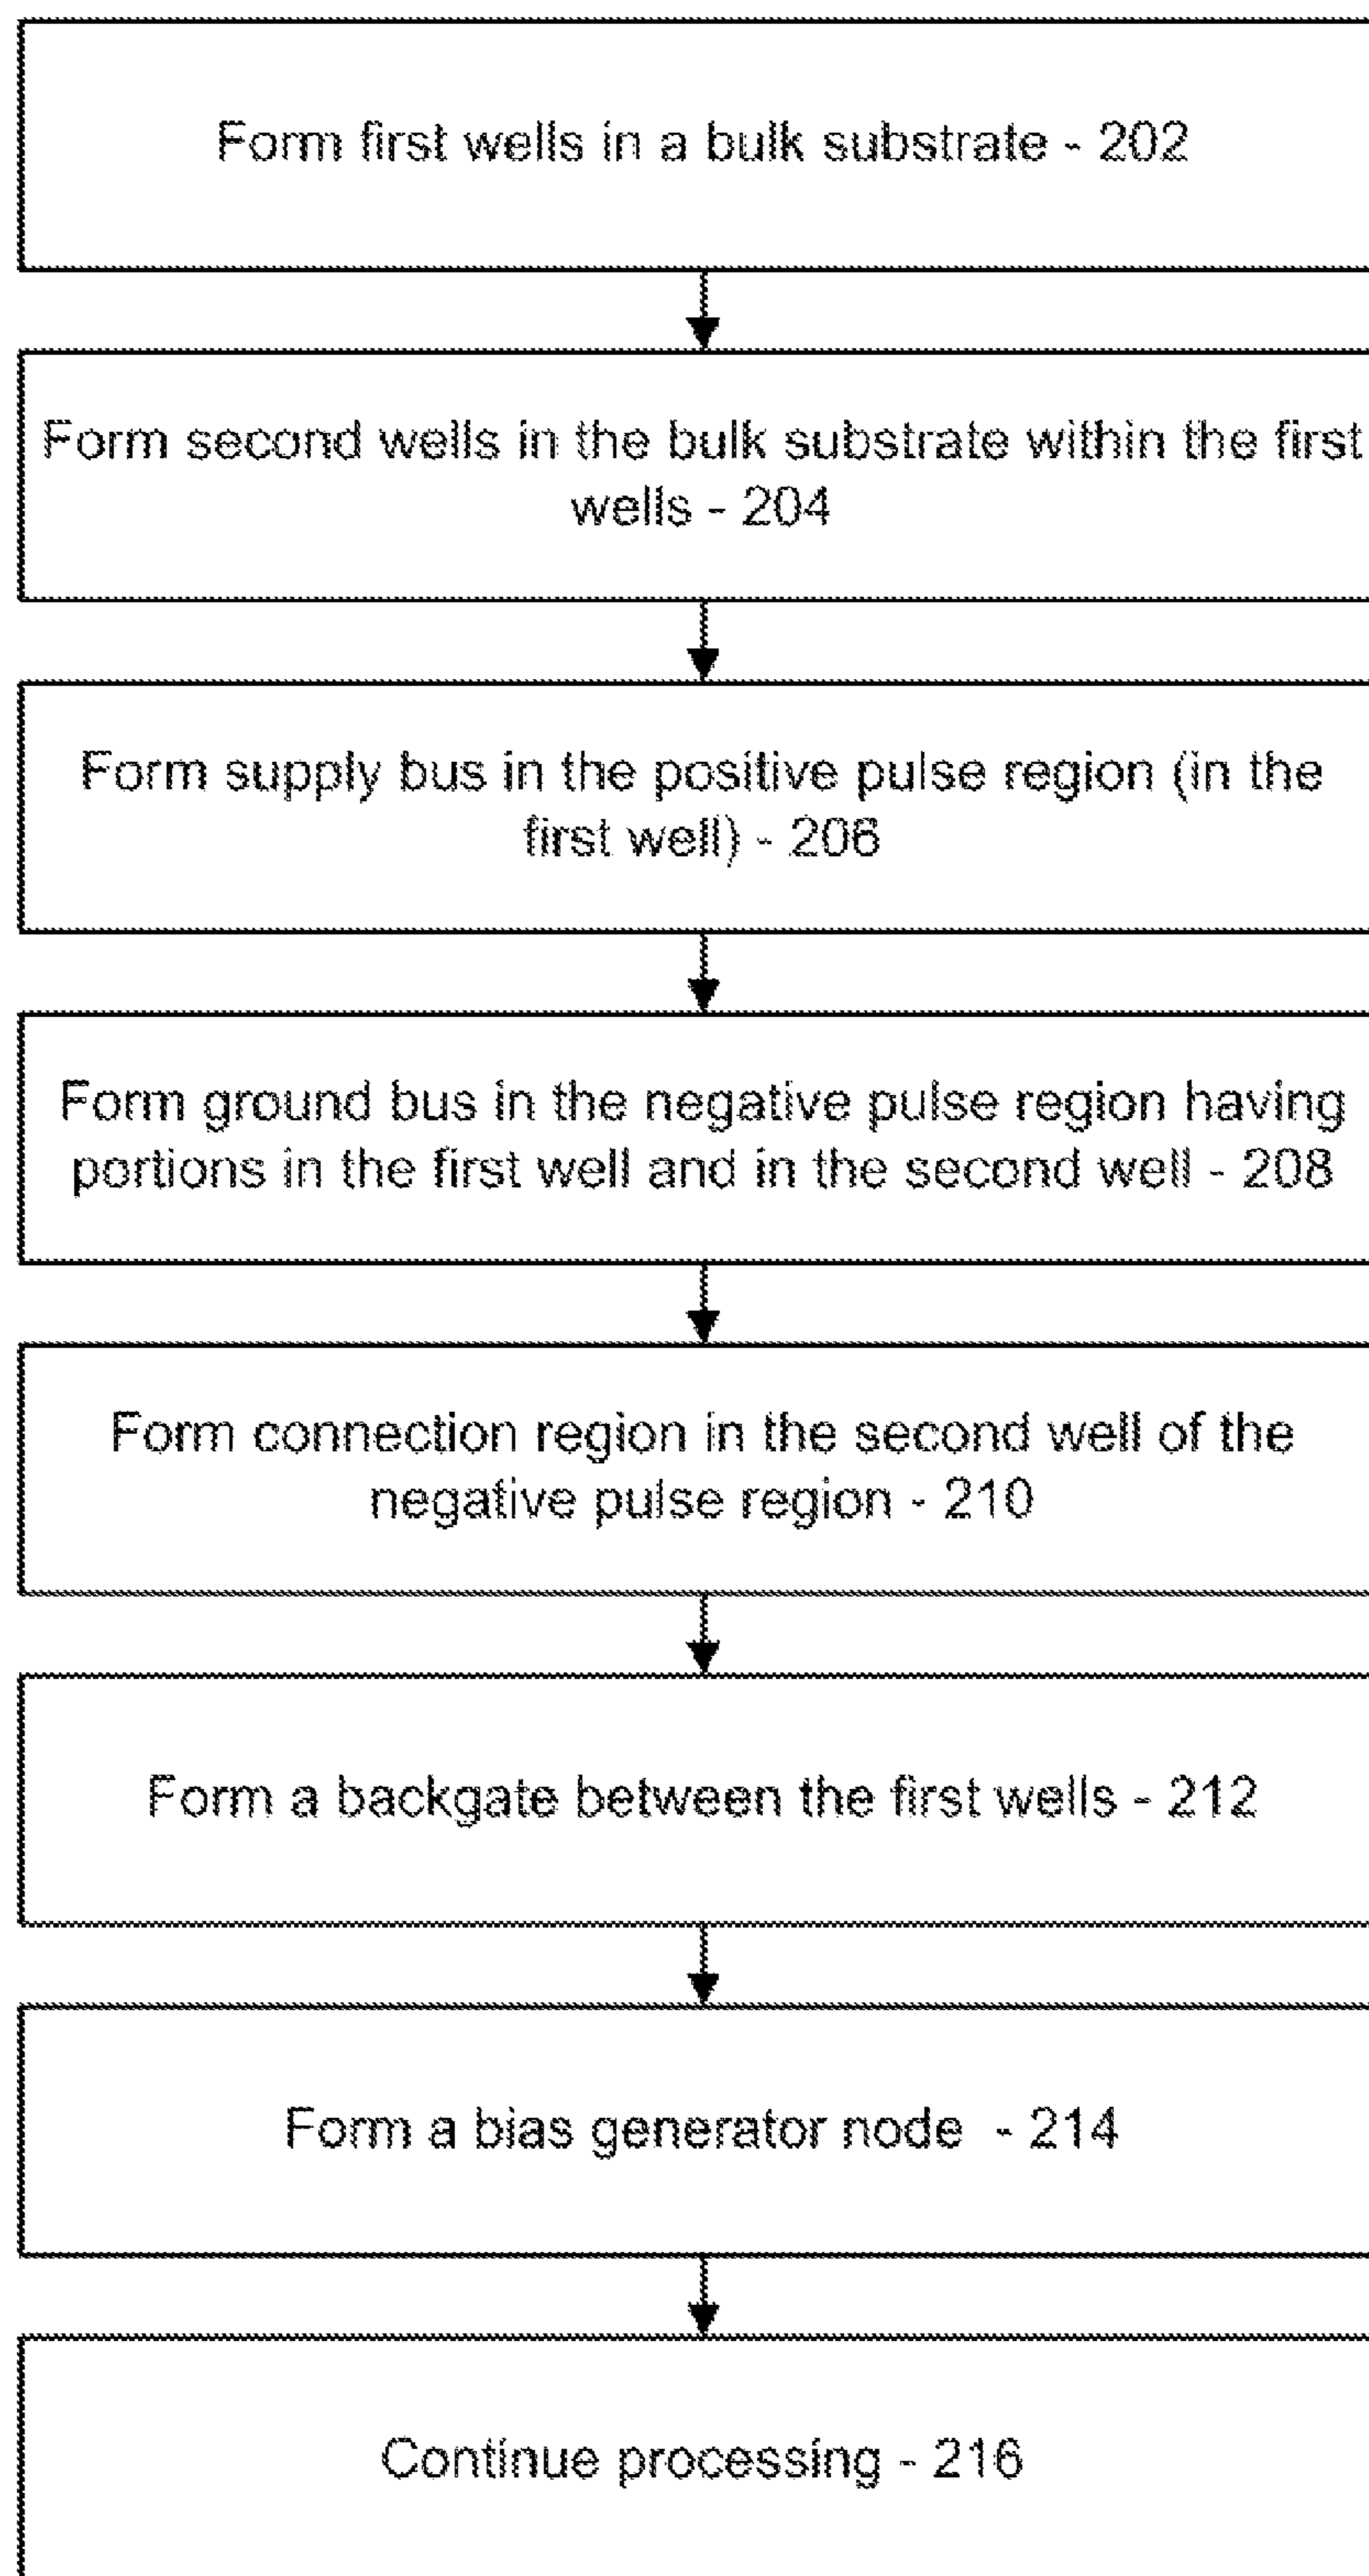 Form first wells in a bulk substrate - 202
Form second wells in the bulk substrate within the first
wells - 204
Form supply bus in the positive pulse region (in the
first well) - 206
Form ground bus in the negative pulse region having
portions in the first well and in the second well - 208
Form connection region in the second well of the
negative pulse region - 210
Form a backgate between the first wells - 212
Form a bias generator node - 214
Continue processing - 216